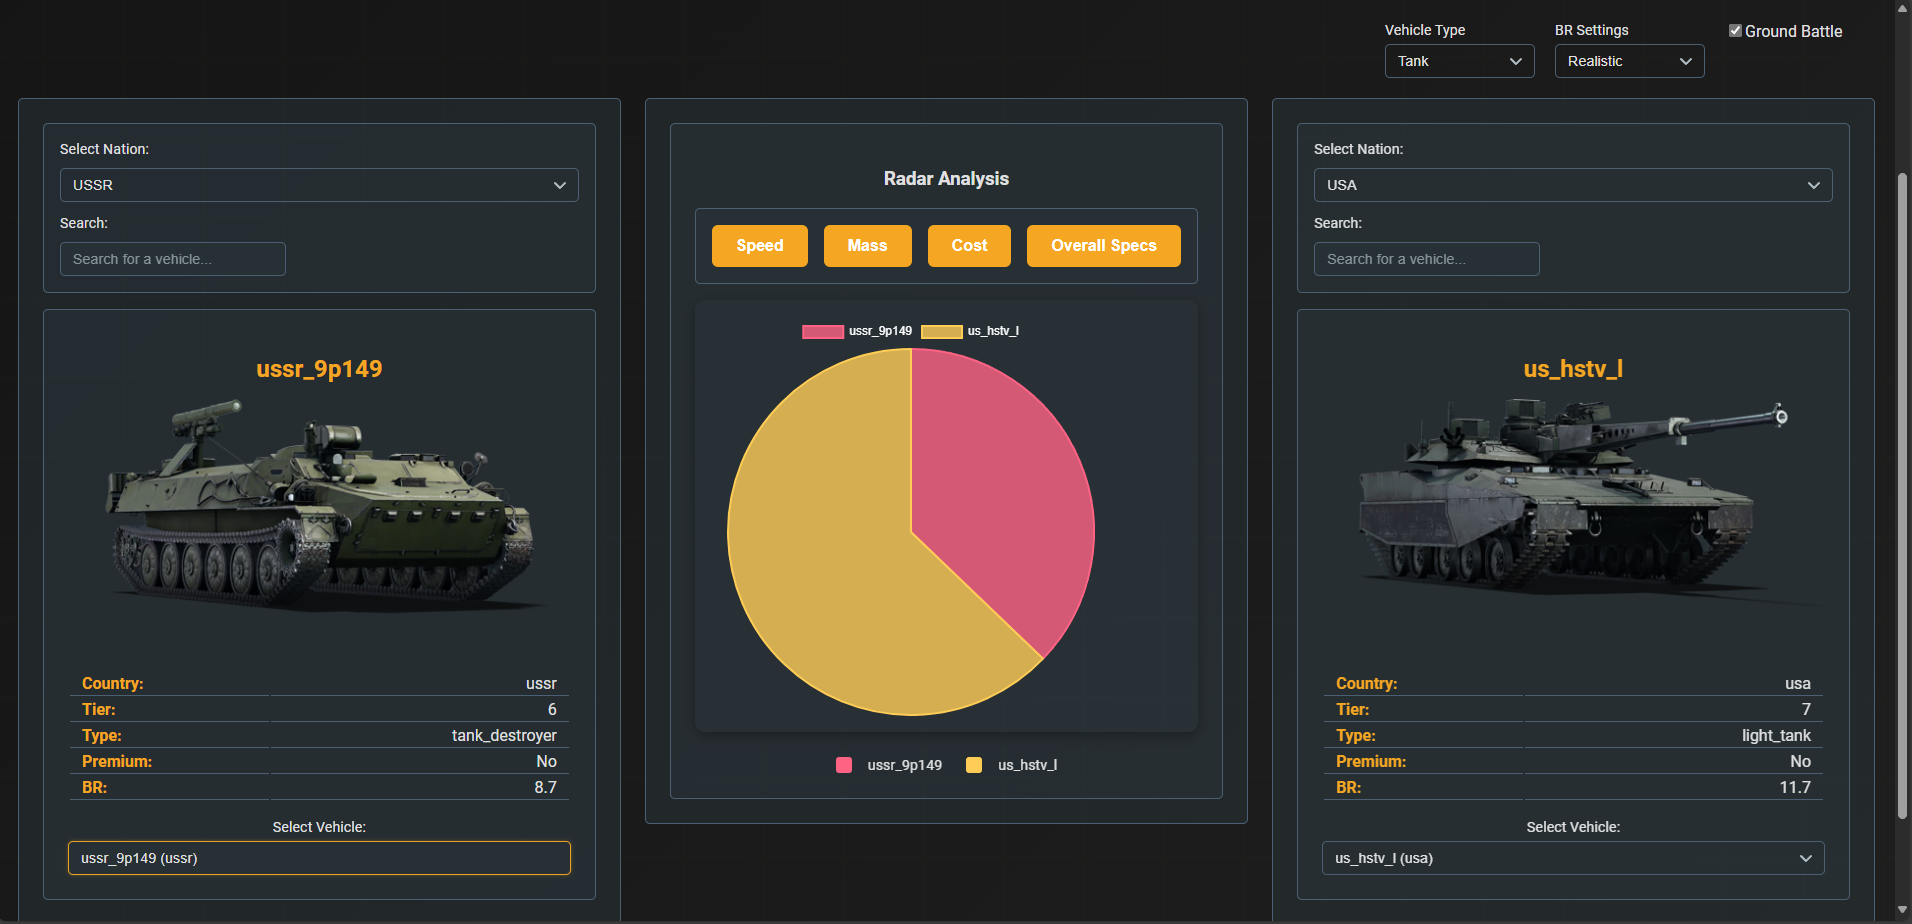 Vehicle Type
Tank
BR Settings
Realistic
Ground Battle
Select Nation:
USSR
Search:
Search for a vehicle...
ussr_9p149
Country: ussr
Tier: 6
Type: tank_destroyer
Premium: No
BR: 8.7
Select Vehicle:
ussr_9p149 (ussr)
Radar Analysis
Speed Mass Cost Overall Specs
ussr_9p149 us_hstv_l
ussr_9p149 us_hstv_l
Select Nation:
USA
Search:
Search for a vehicle...
us_hstv_l
Country: usa
Tier: 7
Type: light_tank
Premium: No
BR: 11.7
Select Vehicle:
us_hstv_l (usa)